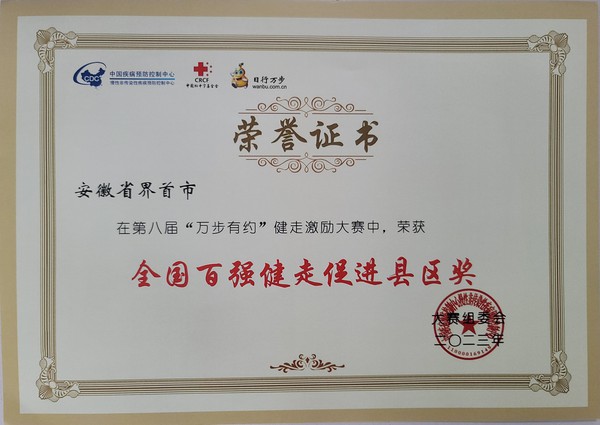 中国疾病预防控制中心
CDC
慢性非传染性疾病预防控制中心
CRCF
中国红十字基金会
日行万步
wanbu.com.cn
荣誉证书
安徽省界首市
在第八届“万步有约”健走激励大赛中，荣获
全国百强健走促进县区奖
大赛组委会
二〇二三年